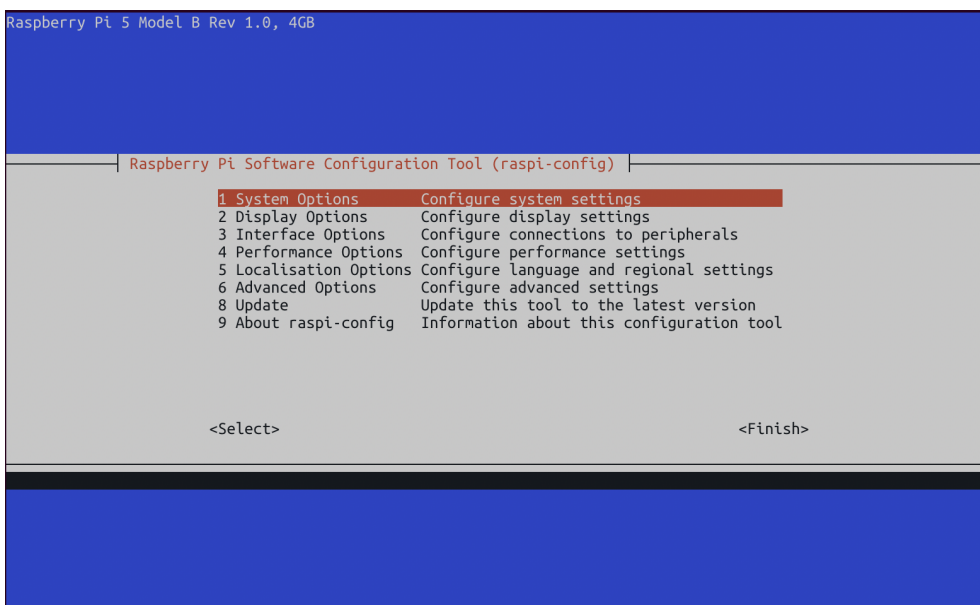 Raspberry Pi 5 Model B Rev 1.0, 4GB
Raspberry Pi Software Configuration Tool (raspi-config)
1 System Options Configure system settings
2 Display Options Configure display settings
3 Interface Options Configure connections to peripherals
4 Performance Options Configure performance settings
5 Localisation Options Configure language and regional settings
6 Advanced Options Configure advanced settings
8 Update Update this tool to the latest version
9 About raspi-config Information about this configuration tool
<Select> <Finish>